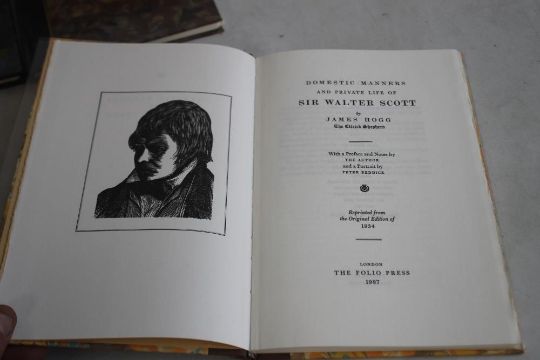 DOMESTIC MANNERS
AND PRIVATE LIFE OF
SIR WALTER SCOTT
by
JAMES HOGG
The Ettrick Shepherd
With a Preface and Notes by
THE AUTHOR
and a Portrait by
PETER REDDICK
Reprinted from
the Original Edition of
1834
LONDON
THE FOLIO PRESS
1987